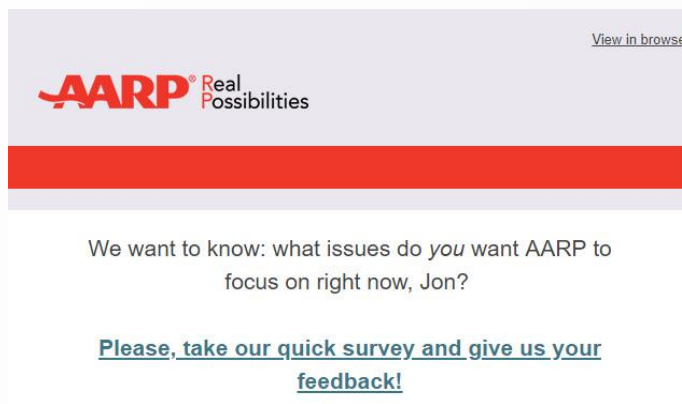 View in browse
AARP® Real
Possibilities
We want to know: what issues do you want AARP to
focus on right now, Jon?
Please, take our quick survey and give us your
feedback!